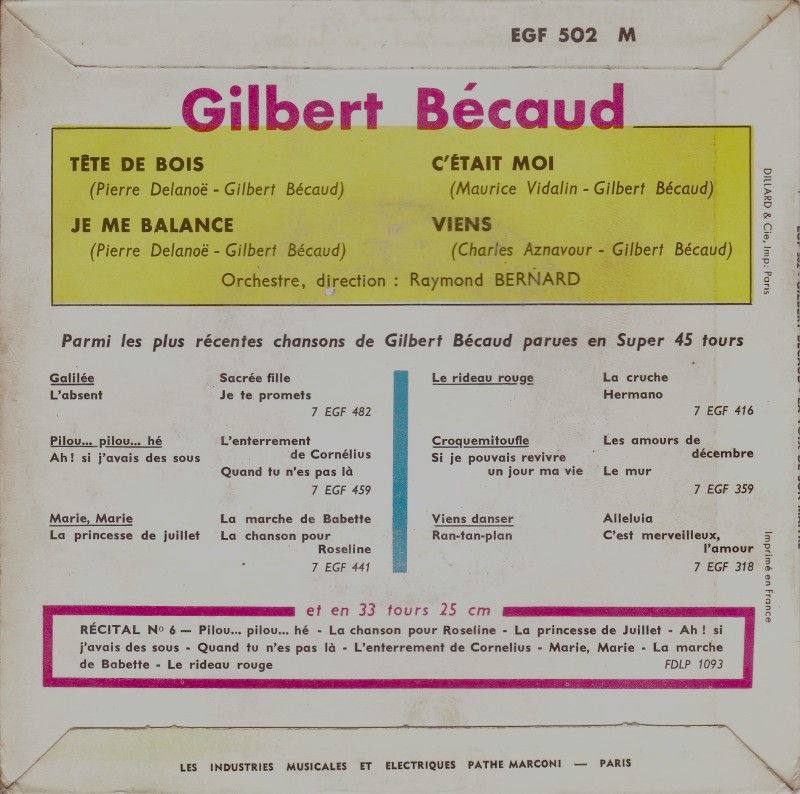 EGF 502 M
Gilbert Bécaud
TÊTE DE BOIS
(Pierre Delanoë - Gilbert Bécaud)
JE ME BALANCE
(Pierre Delanoë - Gilbert Bécaud)
C'ÉTAIT MOI
(Maurice Vidalin - Gilbert Bécaud)
VIENS
(Charles Aznavour - Gilbert Bécaud)
Orchestre, direction : Raymond BERNARD
Parmi les plus récentes chansons de Gilbert Bécaud parues en Super 45 tours
Galilée
L'absent
Sacrée fille
Je te promets
7 EGF 482
Pilou... pilou... hé
Ah! si j'avais des sous
L'enterrement
de Cornélius
Quand tu n'es pas là
7 EGF 459
Marie, Marie
La princesse de juillet
La marche de Babette
La chanson pour
Roseline
7 EGF 441
Le rideau rouge
La cruche
Hermano
7 EGF 416
Croquemitoufle
Si je pouvais revivre
un jour ma vie
Les amours de
décembre
Le mur
7 EGF 359
Viens danser
Ran-tan-plan
Alleluia
C'est merveilleux,
l'amour
7 EGF 318
et en 33 tours 25 cm
RÉCITAL Nº 6 — Pilou... pilou... hé - La chanson pour Roseline - La princesse de Juillet - Ah ! si
j'avais des sous - Quand tu n'es pas là - L'enterrement de Cornelius - Marie, Marie - La marche
de Babette - Le rideau rouge
FDLP 1093
DILLARD & Cie, Imp. Paris
Imprimé en France
LES INDUSTRIES MUSICALES ET ELECTRIQUES PATHE MARCONI — PARIS